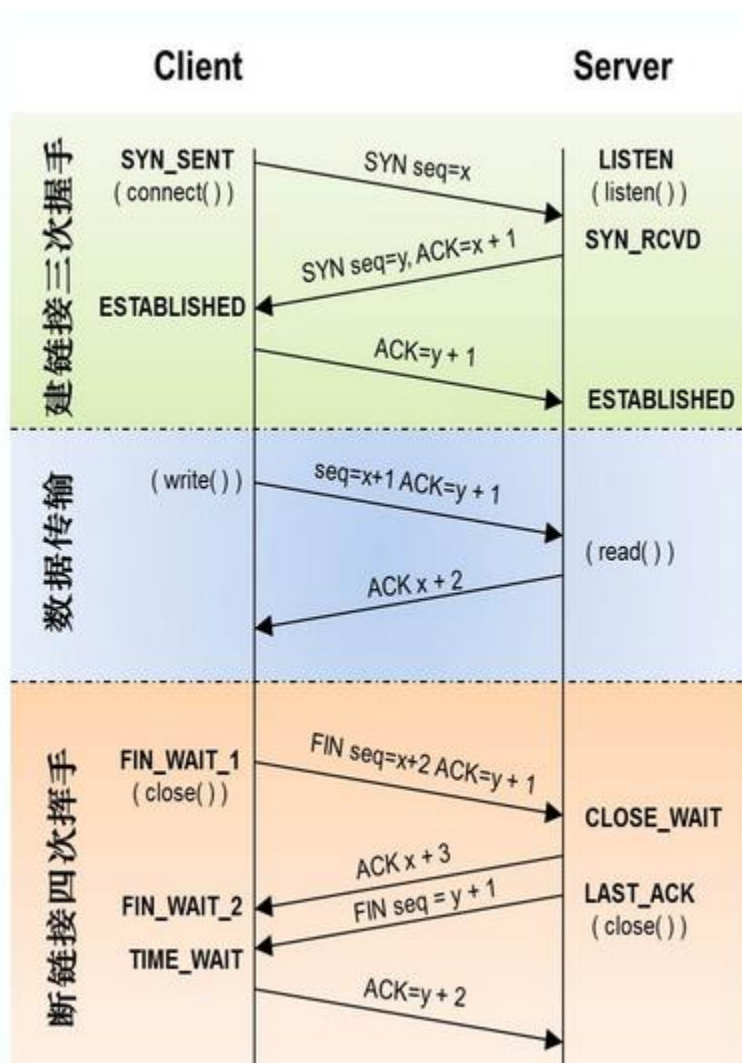 Client
Server
建链接三次握手
SYN_SENT
( connect( ) )
SYN seq=x
LISTEN
( listen( ) )
SYN_RCVD
SYN seq=y, ACK=x + 1
ESTABLISHED
ACK=y + 1
ESTABLISHED
数据传输
( write( ) )
seq=x+1 ACK=y + 1
( read( ) )
ACK x + 2
断链接四次挥手
FIN_WAIT_1
( close( ) )
FIN seq=x+2 ACK=y + 1
CLOSE_WAIT
ACK x + 3
FIN_WAIT_2
FIN seq = y + 1
LAST_ACK
( close( ) )
TIME_WAIT
ACK=y + 2